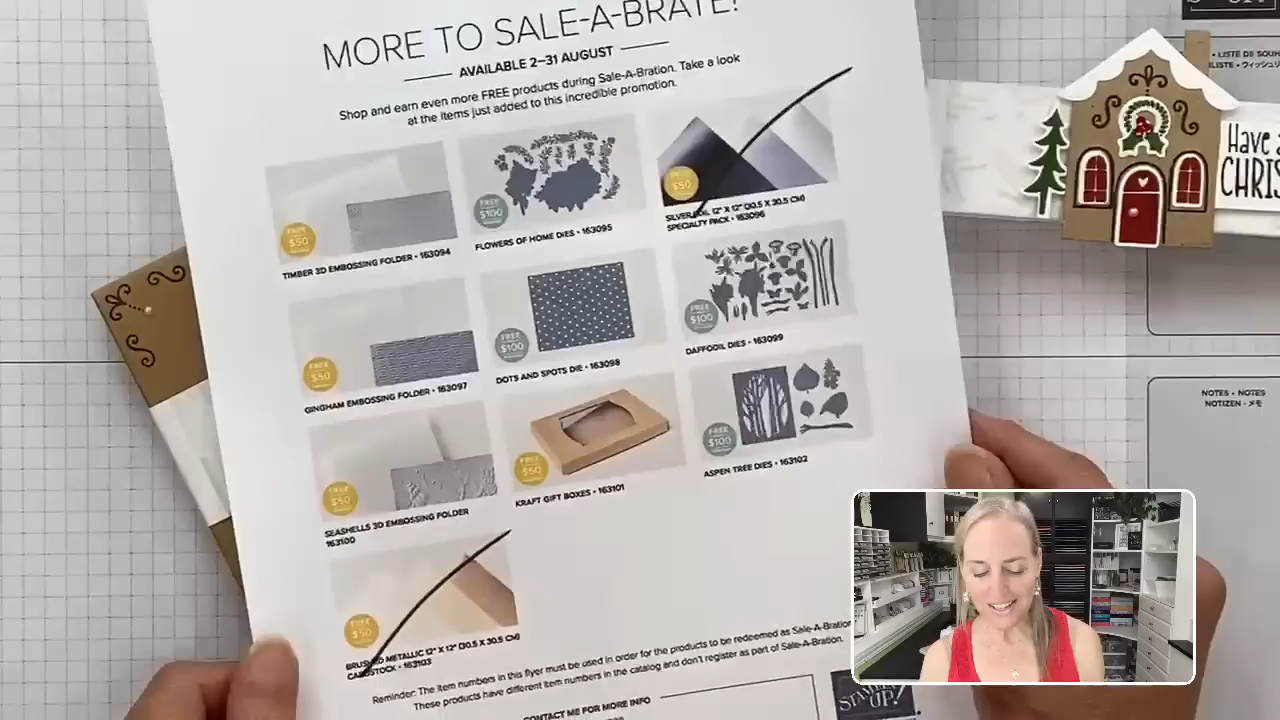 MORE TO SALE-A-BRATE!
AVAILABLE 2–31 AUGUST
Shop and earn even more FREE products during Sale-A-Bration. Take a look
at the items just added to this incredible promotion.
FREE
$50
TIMBER 3D EMBOSSING FOLDER • 163094
FREE
$100
FLOWERS OF HOME DIES • 163095
FREE
$50
SILVER FOIL 12" X 12" (30.5 X 30.5 CM)
SPECIALTY PACK • 163096
FREE
$50
GINGHAM EMBOSSING FOLDER • 163097
FREE
$100
DOTS AND SPOTS DIE • 163098
FREE
$100
DAFFODIL DIES • 163099
FREE
$50
SEASHELLS 3D EMBOSSING FOLDER
163100
FREE
$50
KRAFT GIFT BOXES • 163101
FREE
$100
ASPEN TREE DIES • 163102
FREE
$50
BRUSHED METALLIC 12" X 12" (30.5 X 30.5 CM)
CARDSTOCK • 163103
Reminder: The item numbers in this flyer must be used in order for the products to be redeemed as Sale-A-Bration
These products have different item numbers in the catalog and don't register as part of Sale-A-Bration.
CONTACT ME FOR MORE INFO
STAMPIN' UP!
Have a
CHRIS
• LISTE DE SOUH
NOTES • NOTES
NOTIZEN • メモ